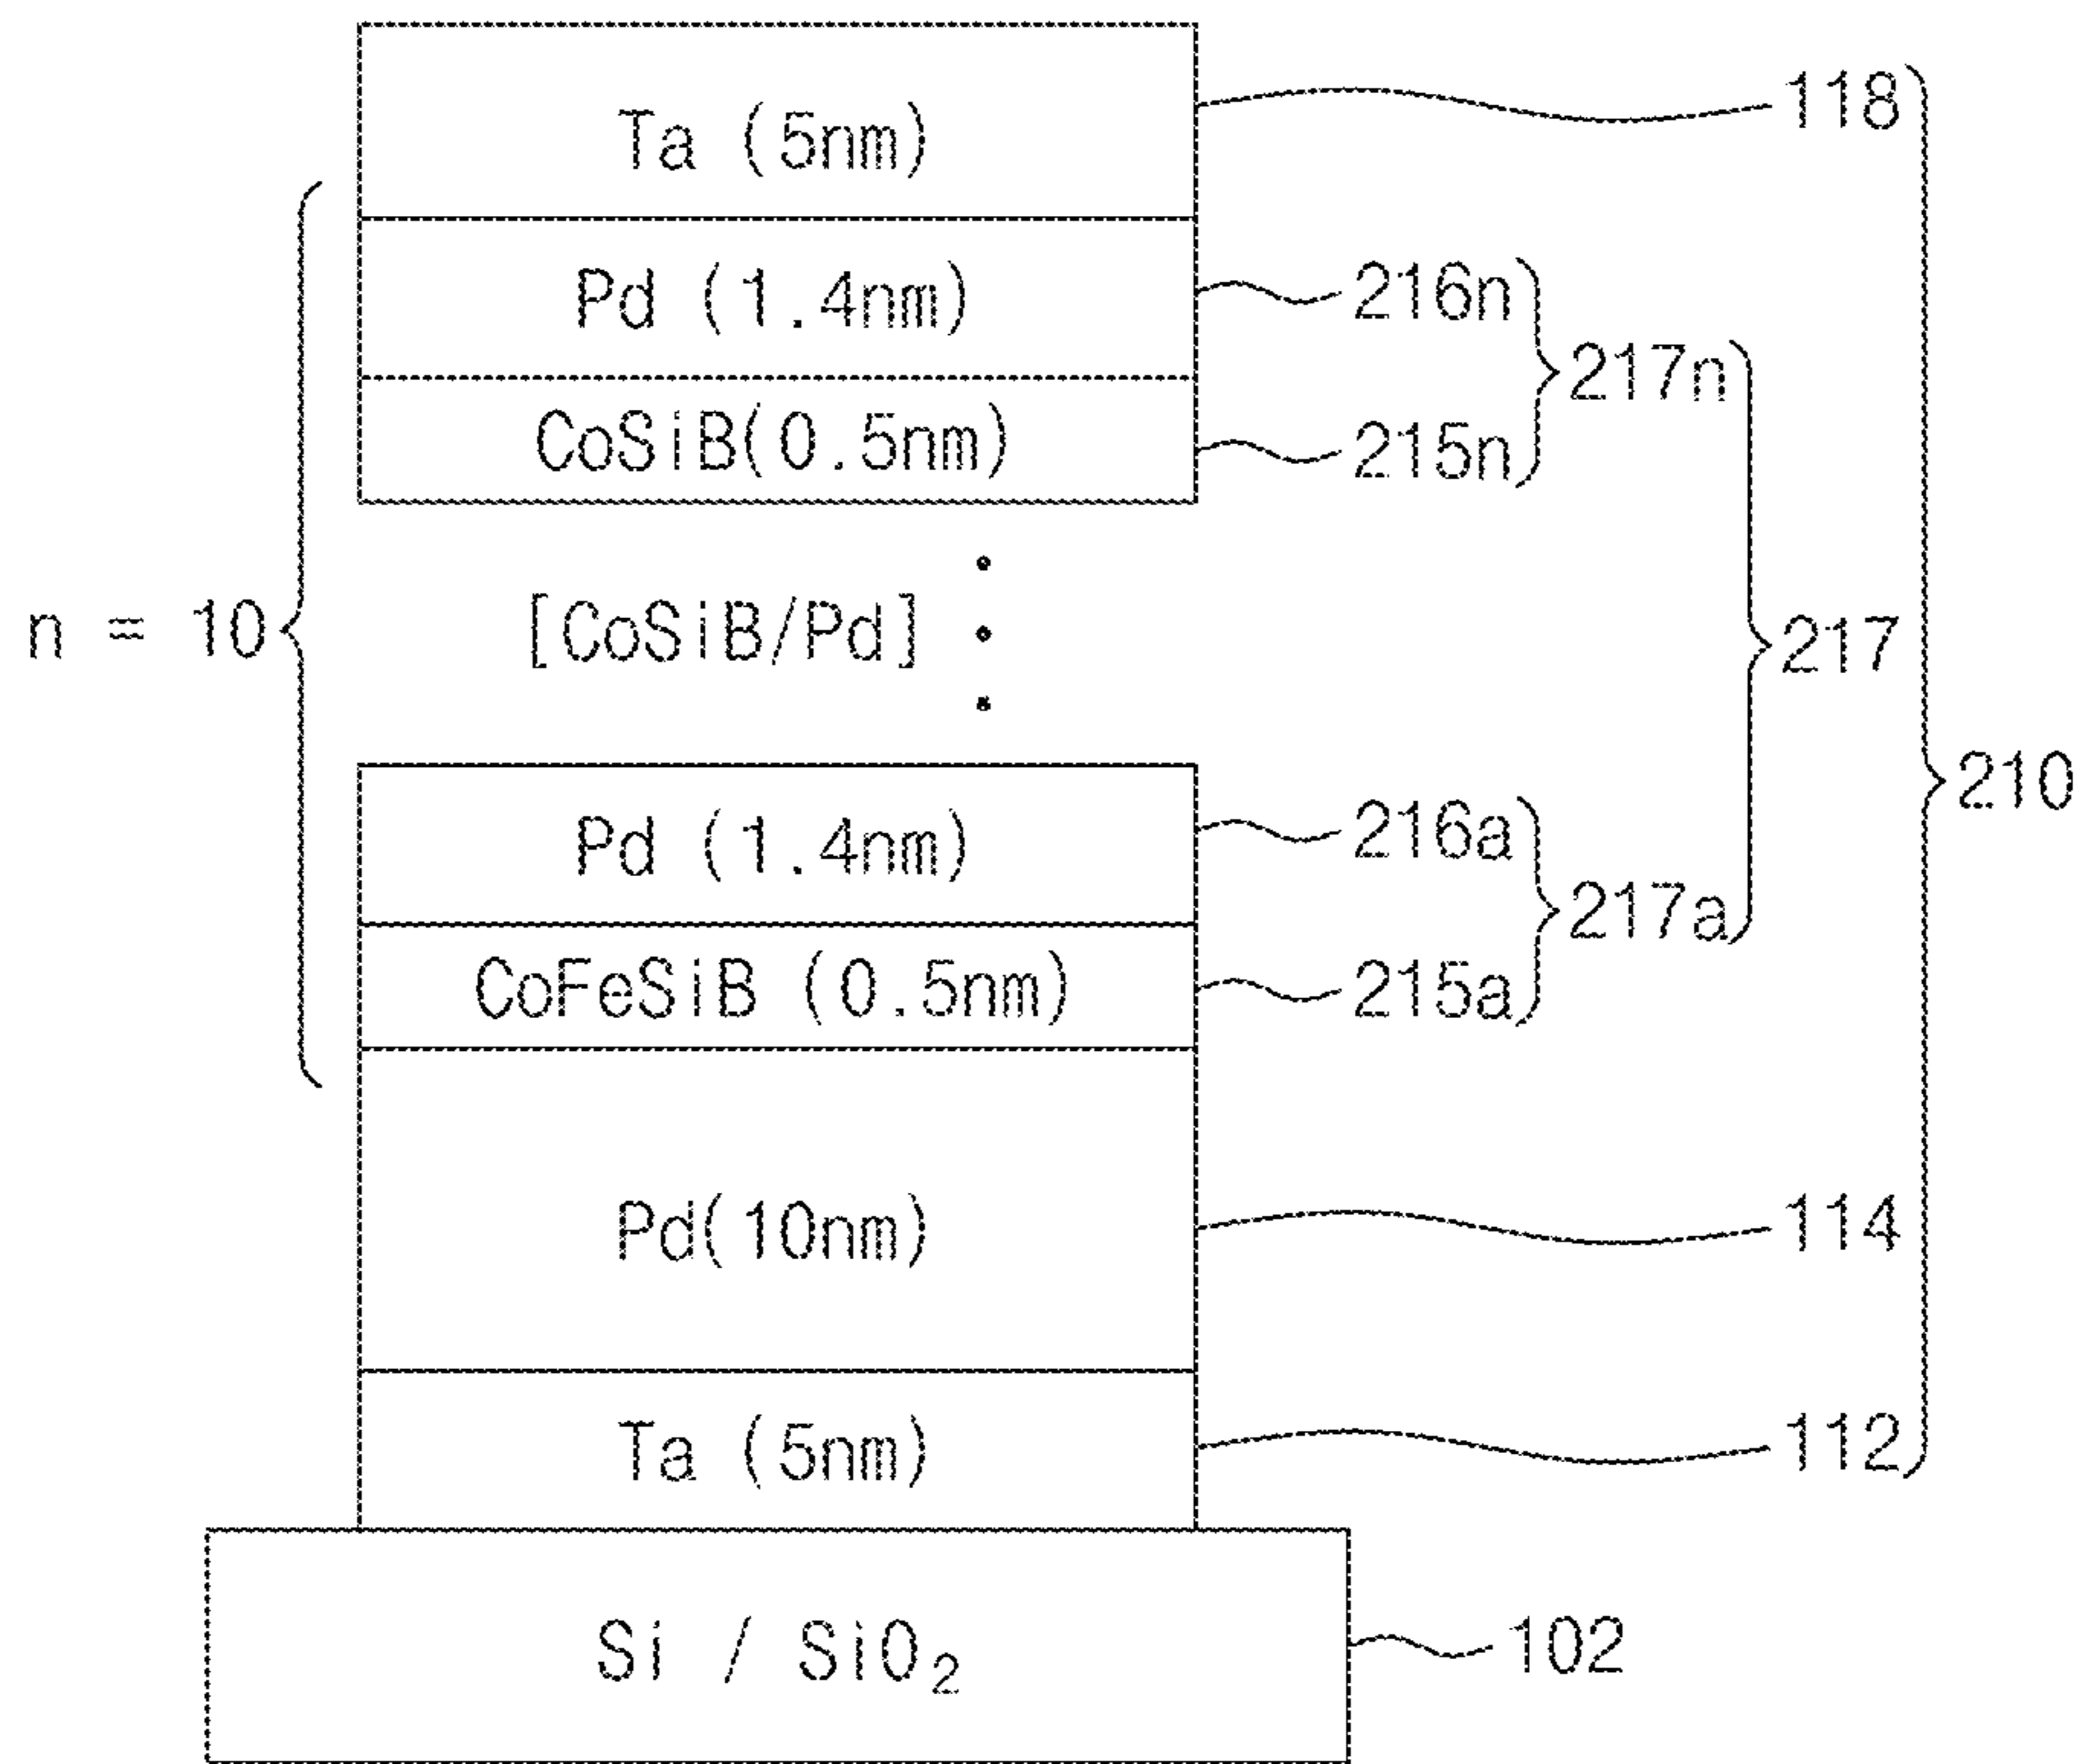 Ta (5nm)
118
Pd (1.4nm)
216n
217n
CoSiB(0.5nm)
215n
n = 10
[CoSiB/Pd]
217
210
Pd (1.4nm)
216a
217a
CoFeSiB (0.5nm)
215a
Pd(10nm)
114
Ta (5nm)
112
Si / SiO₂
102